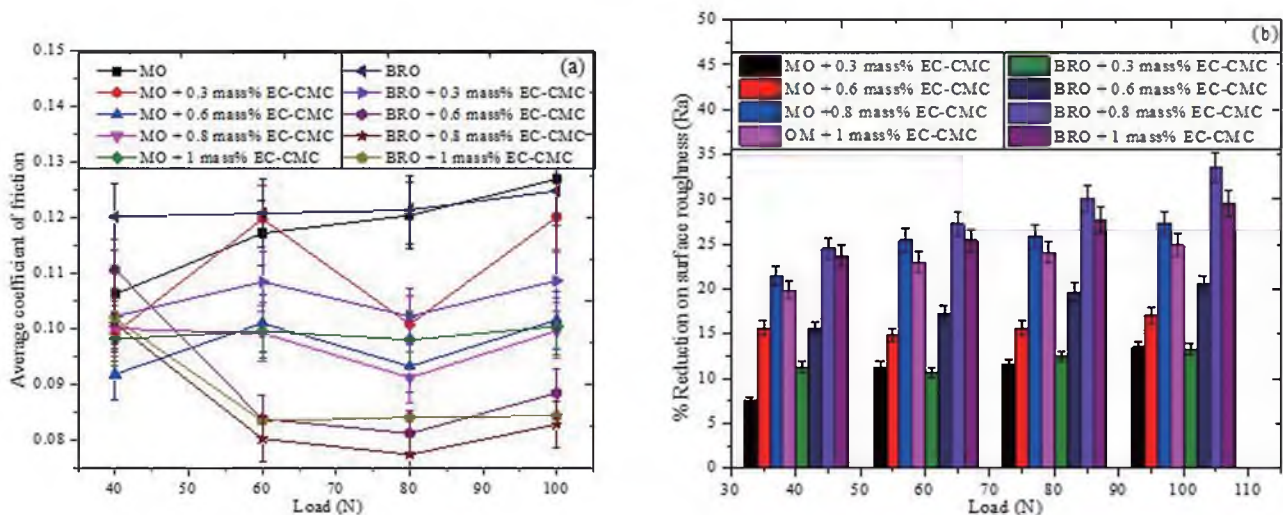 (a)
MO
MO + 0.3 mass% EC-CMC
MO + 0.6 mass% EC-CMC
MO + 0.8 mass% EC-CMC
MO + 1 mass% EC-CMC
BRO
BRO + 0.3 mass% EC-CMC
BRO + 0.6 mass% EC-CMC
BRO + 0.8 mass% EC-CMC
BRO + 1 mass% EC-CMC
Average coefficient of friction
0.15
0.14
0.13
0.12
0.11
0.10
0.09
0.08
40 60 80 100
Load (N)
(b)
MO + 0.3 mass% EC-CMC
MO + 0.6 mass% EC-CMC
MO +0.8 mass% EC-CMC
OM + 1 mass% EC-CMC
BRO + 0.3 mass% EC-CMC
BRO + 0.6 mass% EC-CMC
BRO +0.8 mass% EC-CMC
BRO + 1 mass% EC-CMC
% Reduction on surface roughness (Ra)
50
45
40
35
30
25
20
15
10
5
0
30 40 50 60 70 80 90 100 110
Load (N)